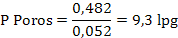 P Poros = 0,482 / 0,052 = 9,3 lpg